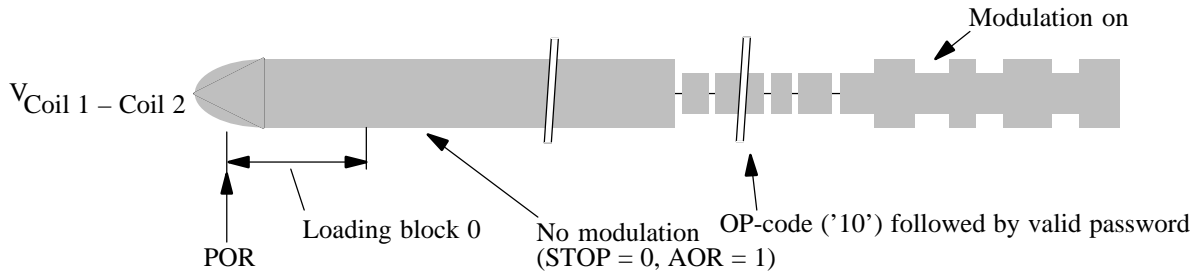 Modulation on
V Coil 1 – Coil 2
Loading block 0
POR
No modulation
(STOP = 0, AOR = 1)
OP-code ('10') followed by valid password